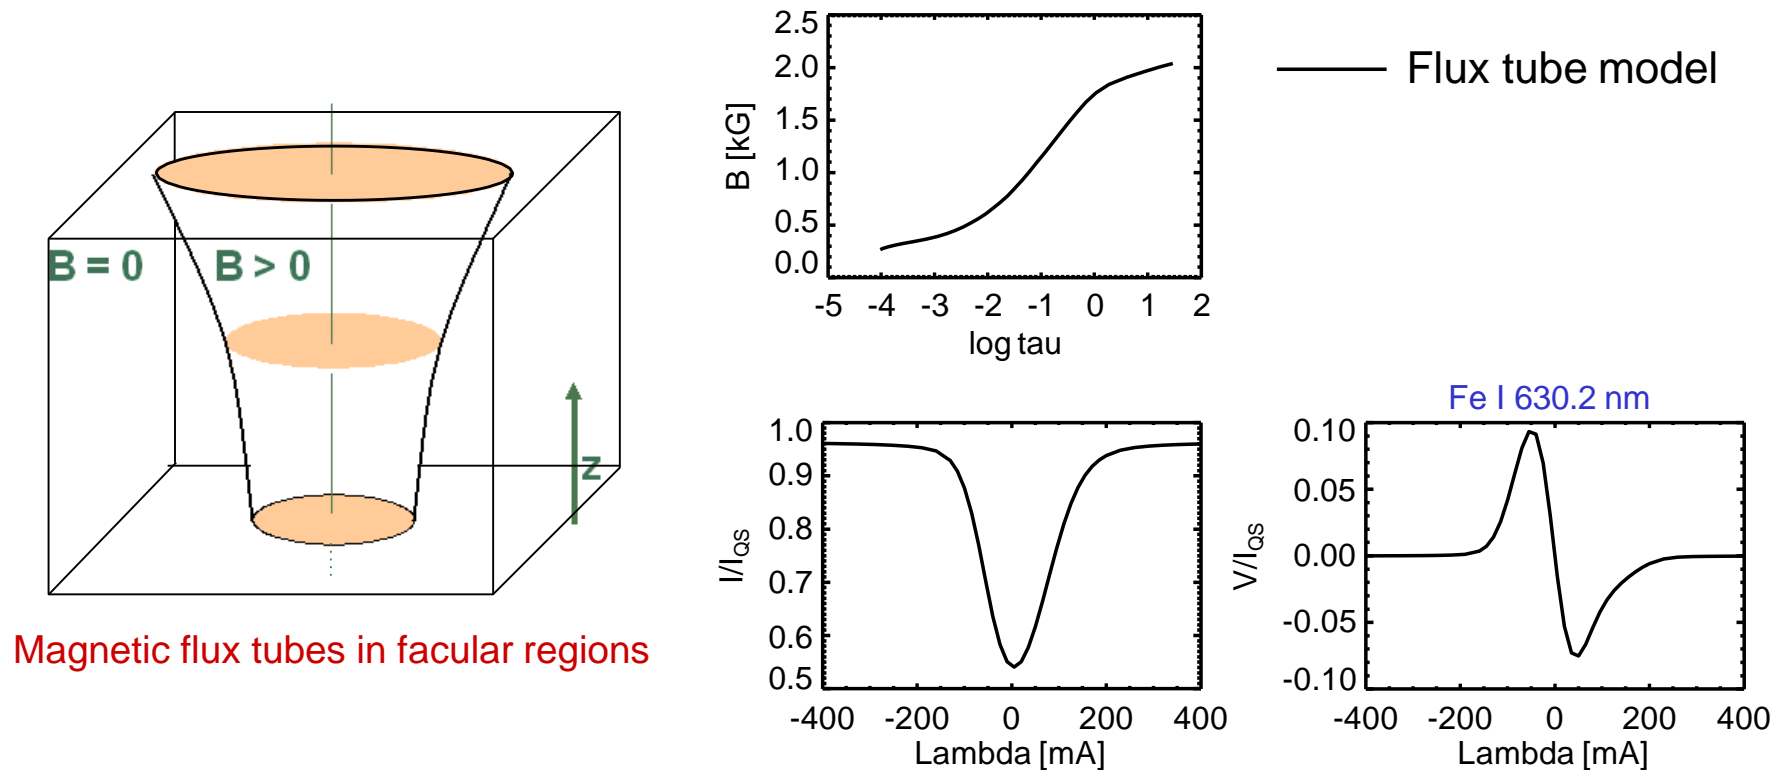 B = 0
B > 0
z
Magnetic flux tubes in facular regions
2.5
2.0
1.5
1.0
0.5
0.0
B [kG]
-5 -4 -3 -2 -1 0 1 2
log tau
Flux tube model
1.0
0.9
0.8
0.7
0.6
0.5
I/IQS
-400 -200 0 200 400
Lambda [mA]
Fe I 630.2 nm
0.10
0.05
0.00
-0.05
-0.10
V/IQS
-400 -200 0 200 400
Lambda [mA]